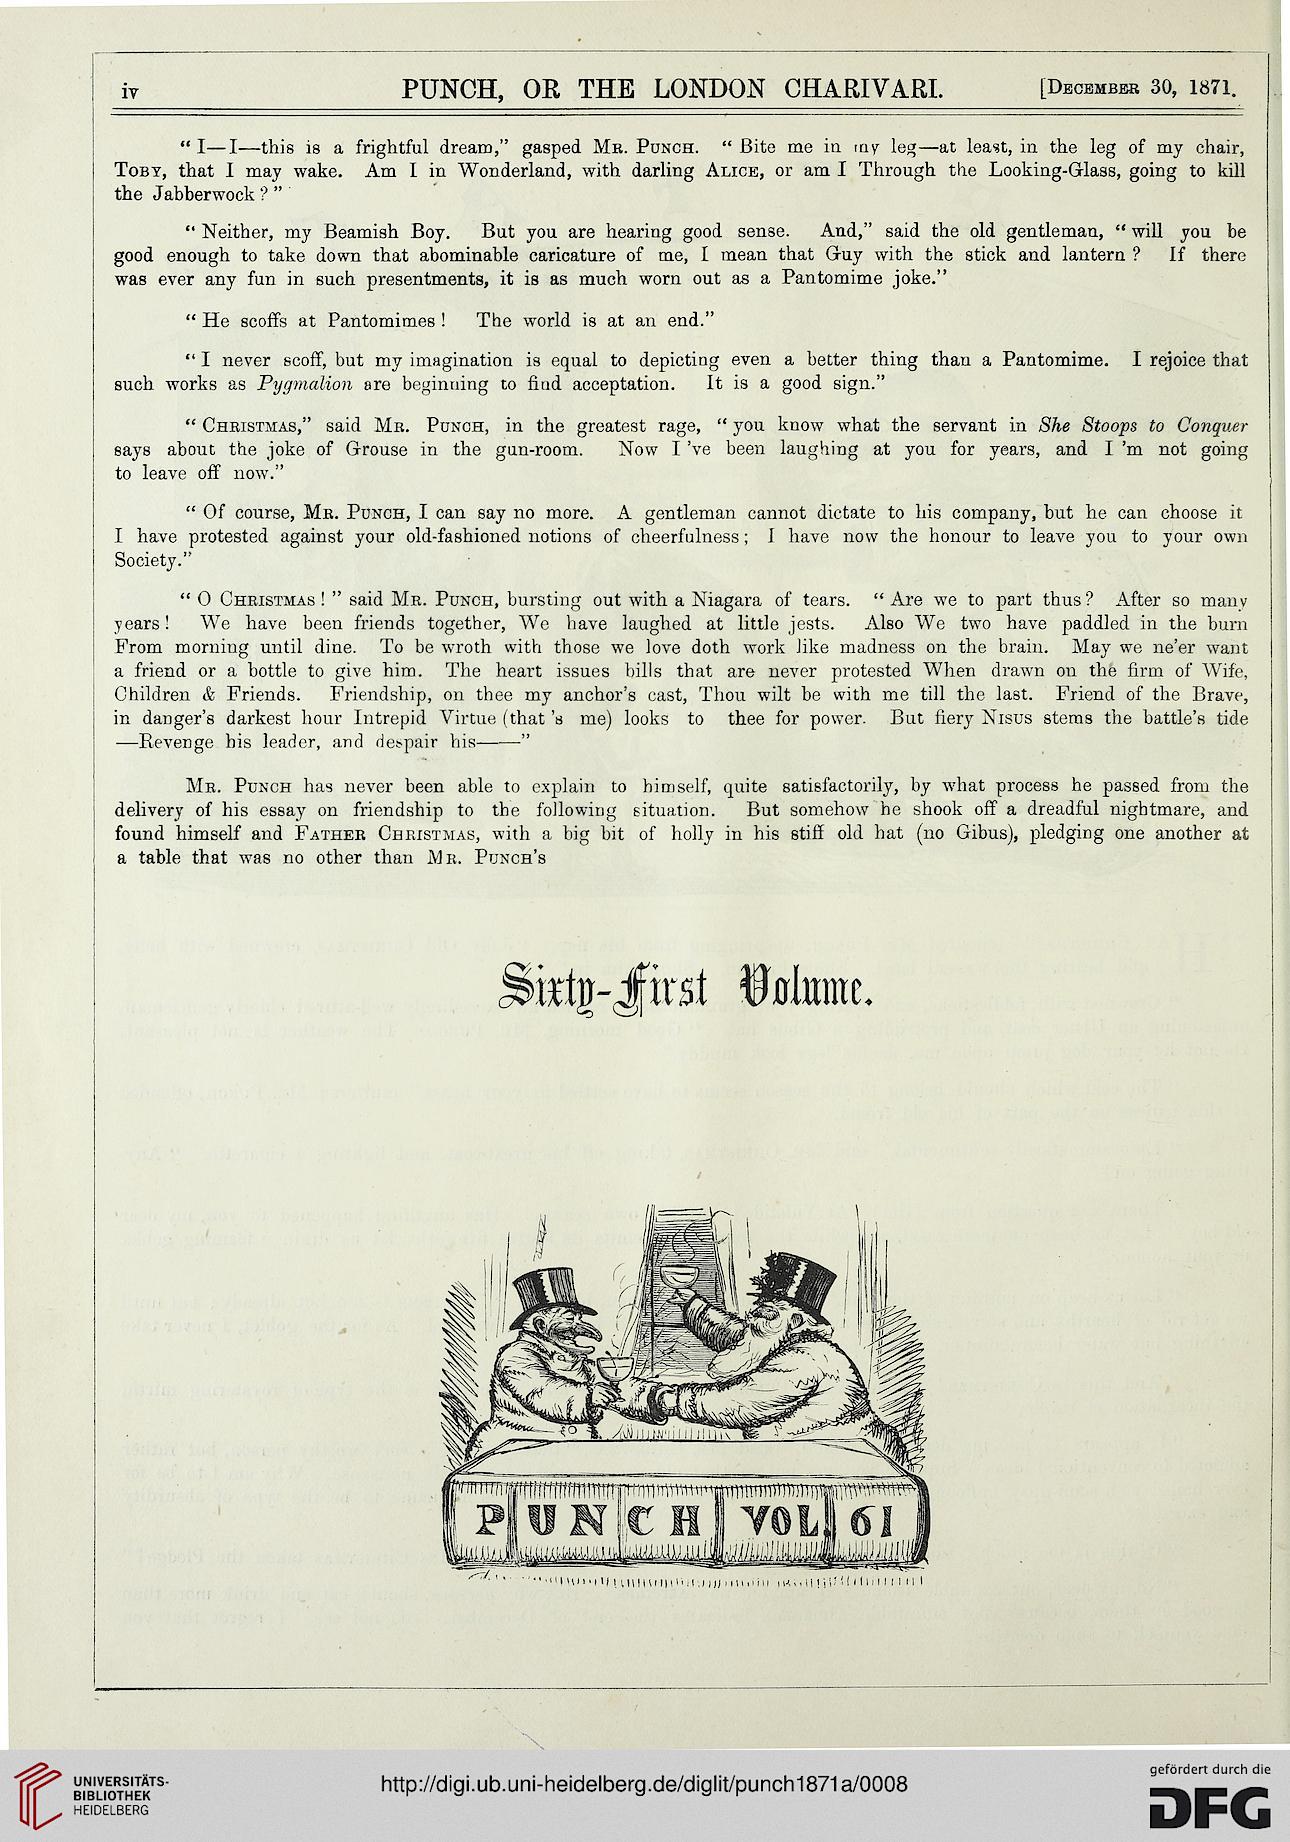 iv
PUNCH, OR THE LONDON CHARIVARI.
[December 30, 1871.
“ I—I—this is a frightful dream,” gasped Mr. Punch. “ Bite me in my leg—at least, in the leg of my chair,
Toby, that I may wake. Am I in Wonderland, with darling Alice, or am I Through the Looking-Glass, going to kill
the Jabberwock ? ”
“ Neither, my Beamish Boy. But you are hearing good sense. And,” said the old gentleman, “ will you be
good enough to take down that abominable caricature of me, I mean that Guy with the stick and lantern ? If there
was ever any fun in such presentments, it is as much worn out as a Pantomime joke.”
“ He scoffs at Pantomimes ! The world is at an end.”
“ I never scoff, but my imagination is equal to depicting even a better thing than a Pantomime. I rejoice that
such works as Pygmalion are beginning to find acceptation. It is a good sign.”
“ Christmas,” said Mr. Punch, in the greatest rage, “ you know what the servant in She Stoops to Conquer
says about the joke of Grouse in the gun-room. Now I ’ve been laughing at you for years, and I ’m not going
to leave off now.”
“ Of course, Mr. Punch, I can say no more. A gentleman cannot dictate to his company, but he can choose it
I have protested against your old-fashioned notions of cheerfulness ; I have now the honour to leave you to your own
Society.”
“ O Christmas ! ” said Mr. Punch, bursting out with a Niagara of tears. “ Are we to part thus ? After so many
years ! We have been friends together, We have laughed at little jests. Also We two have paddled in the burn
From morning until dine. To be wroth with those we love doth work like madness on the brain. May we ne’er want
a friend or a bottle to give him. The heart issues bills that are never protested When drawn on the firm of Wife,
Children & Friends. Friendship, on thee my anchor’s cast, Thou wilt be with me till the last. Friend of the Brave,
in danger’s darkest hour Intrepid Virtue (that ’s me) looks to thee for power. But fiery Nisus stems the battle’s tide
—Revenge his leader, and despair his——”
Mr. Punch has never been able to explain to himself, quite satisfactorily, by what process he passed from the
delivery of his essay on friendship to the following situation. But somehow he shook off a dreadful nightmare, and
found himself and Father Christmas, with a big bit of holly in his stiff old hat (no Gibus), pledging one another at
a table that was no other than Mr. Punch’s
Sixty-First Volume.
PUNCH VOL. 61
UNIVERSITÄTS-
BIBLIOTHEK
HEIDELBERG
http://digi.ub.uni-heidelberg.de/diglit/punch1871a/0008
gefördert durch die
DFG